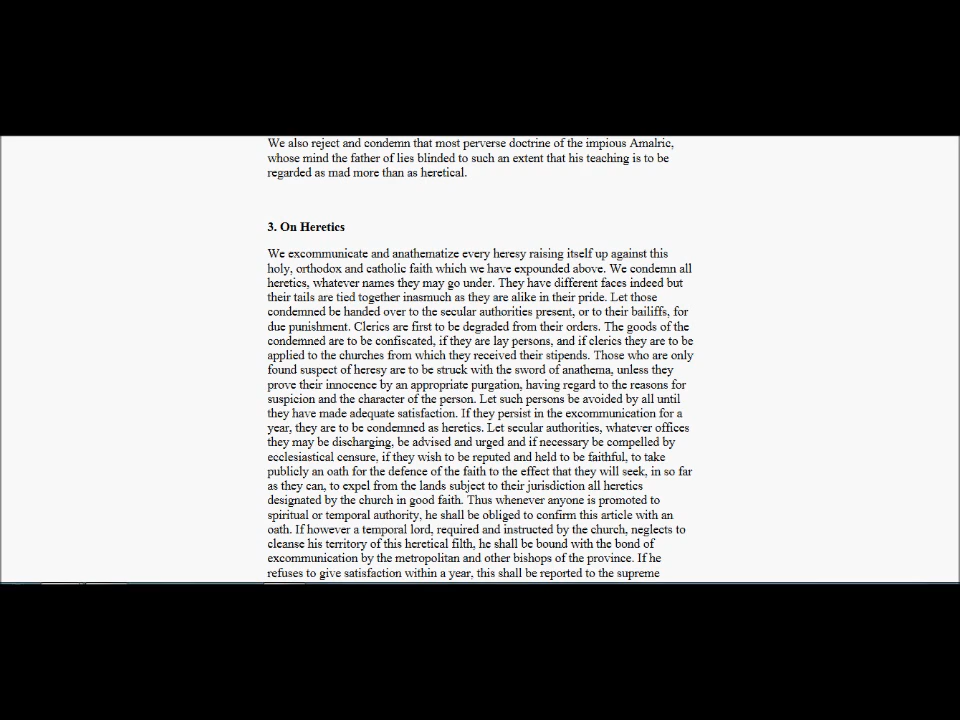 We also reject and condemn that most perverse doctrine of the impious Amalric,
whose mind the father of lies blinded to such an extent that his teaching is to be
regarded as mad more than as heretical.
3. On Heretics
We excommunicate and anathematize every heresy raising itself up against this
holy, orthodox and catholic faith which we have expounded above. We condemn all
heretics, whatever names they may go under. They have different faces indeed but
their tails are tied together inasmuch as they are alike in their pride. Let those
condemned be handed over to the secular authorities present, or to their bailiffs, for
due punishment. Clerics are first to be degraded from their orders. The goods of the
condemned are to be confiscated, if they are lay persons, and if clerics they are to be
applied to the churches from which they received their stipends. Those who are only
found suspect of heresy are to be struck with the sword of anathema, unless they
prove their innocence by an appropriate purgation, having regard to the reasons for
suspicion and the character of the person. Let such persons be avoided by all until
they have made adequate satisfaction. If they persist in the excommunication for a
year, they are to be condemned as heretics. Let secular authorities, whatever offices
they may be discharging, be advised and urged and if necessary be compelled by
ecclesiastical censure, if they wish to be reputed and held to be faithful, to take
publicly an oath for the defence of the faith to the effect that they will seek, in so far
as they can, to expel from the lands subject to their jurisdiction all heretics
designated by the church in good faith. Thus whenever anyone is promoted to
spiritual or temporal authority, he shall be obliged to confirm this article with an
oath. If however a temporal lord, required and instructed by the church, neglects to
cleanse his territory of this heretical filth, he shall be bound with the bond of
excommunication by the metropolitan and other bishops of the province. If he
refuses to give satisfaction within a year, this shall be reported to the supreme